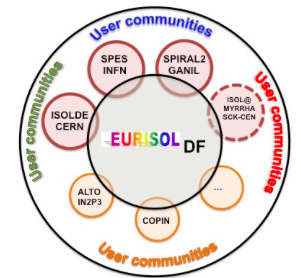 User communities
SPES
INFN
SPIRAL2
GANIL
User communities
ISOLDE
CERN
ISOL@
MYRRHA
SCK-CEN
User communities
EURISOL DF
ALTO
IN2P3
...
COPIN
User communities